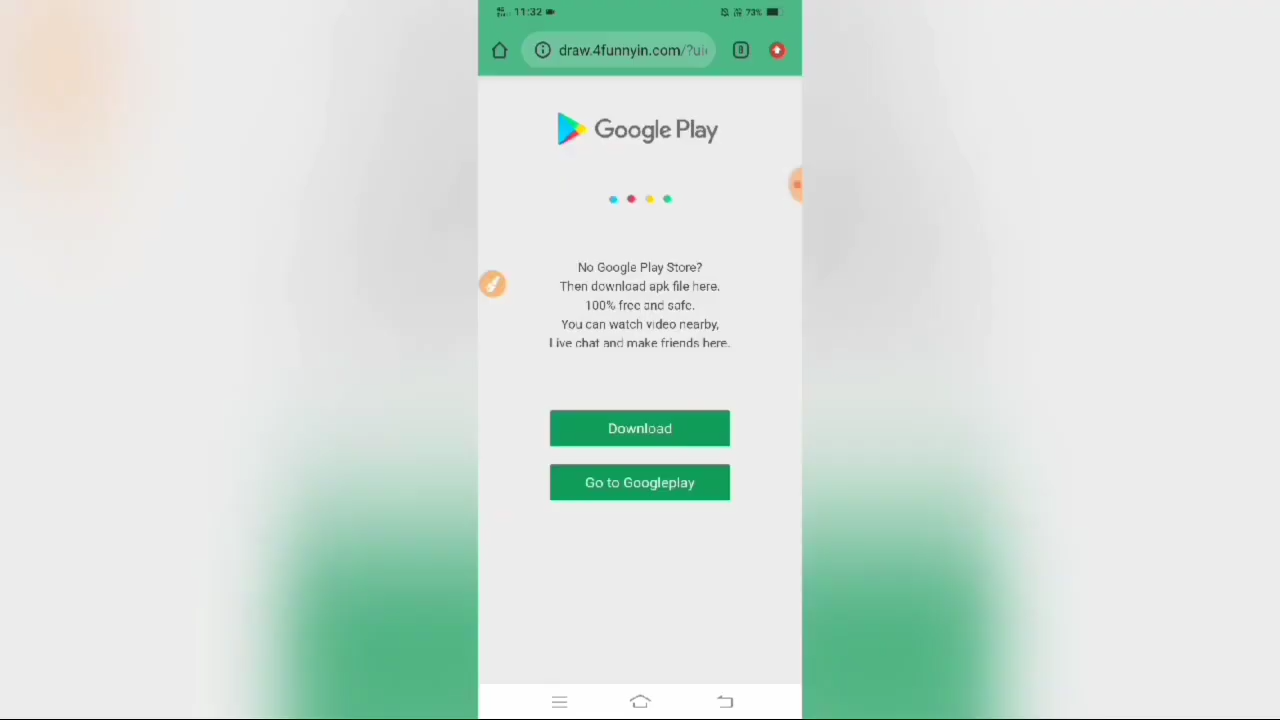 11:32
73%
draw.4funnyin.com/?ui
8
Google Play
No Google Play Store?
Then download apk file here.
100% free and safe.
You can watch video nearby,
Live chat and make friends here.
Download
Go to Googleplay